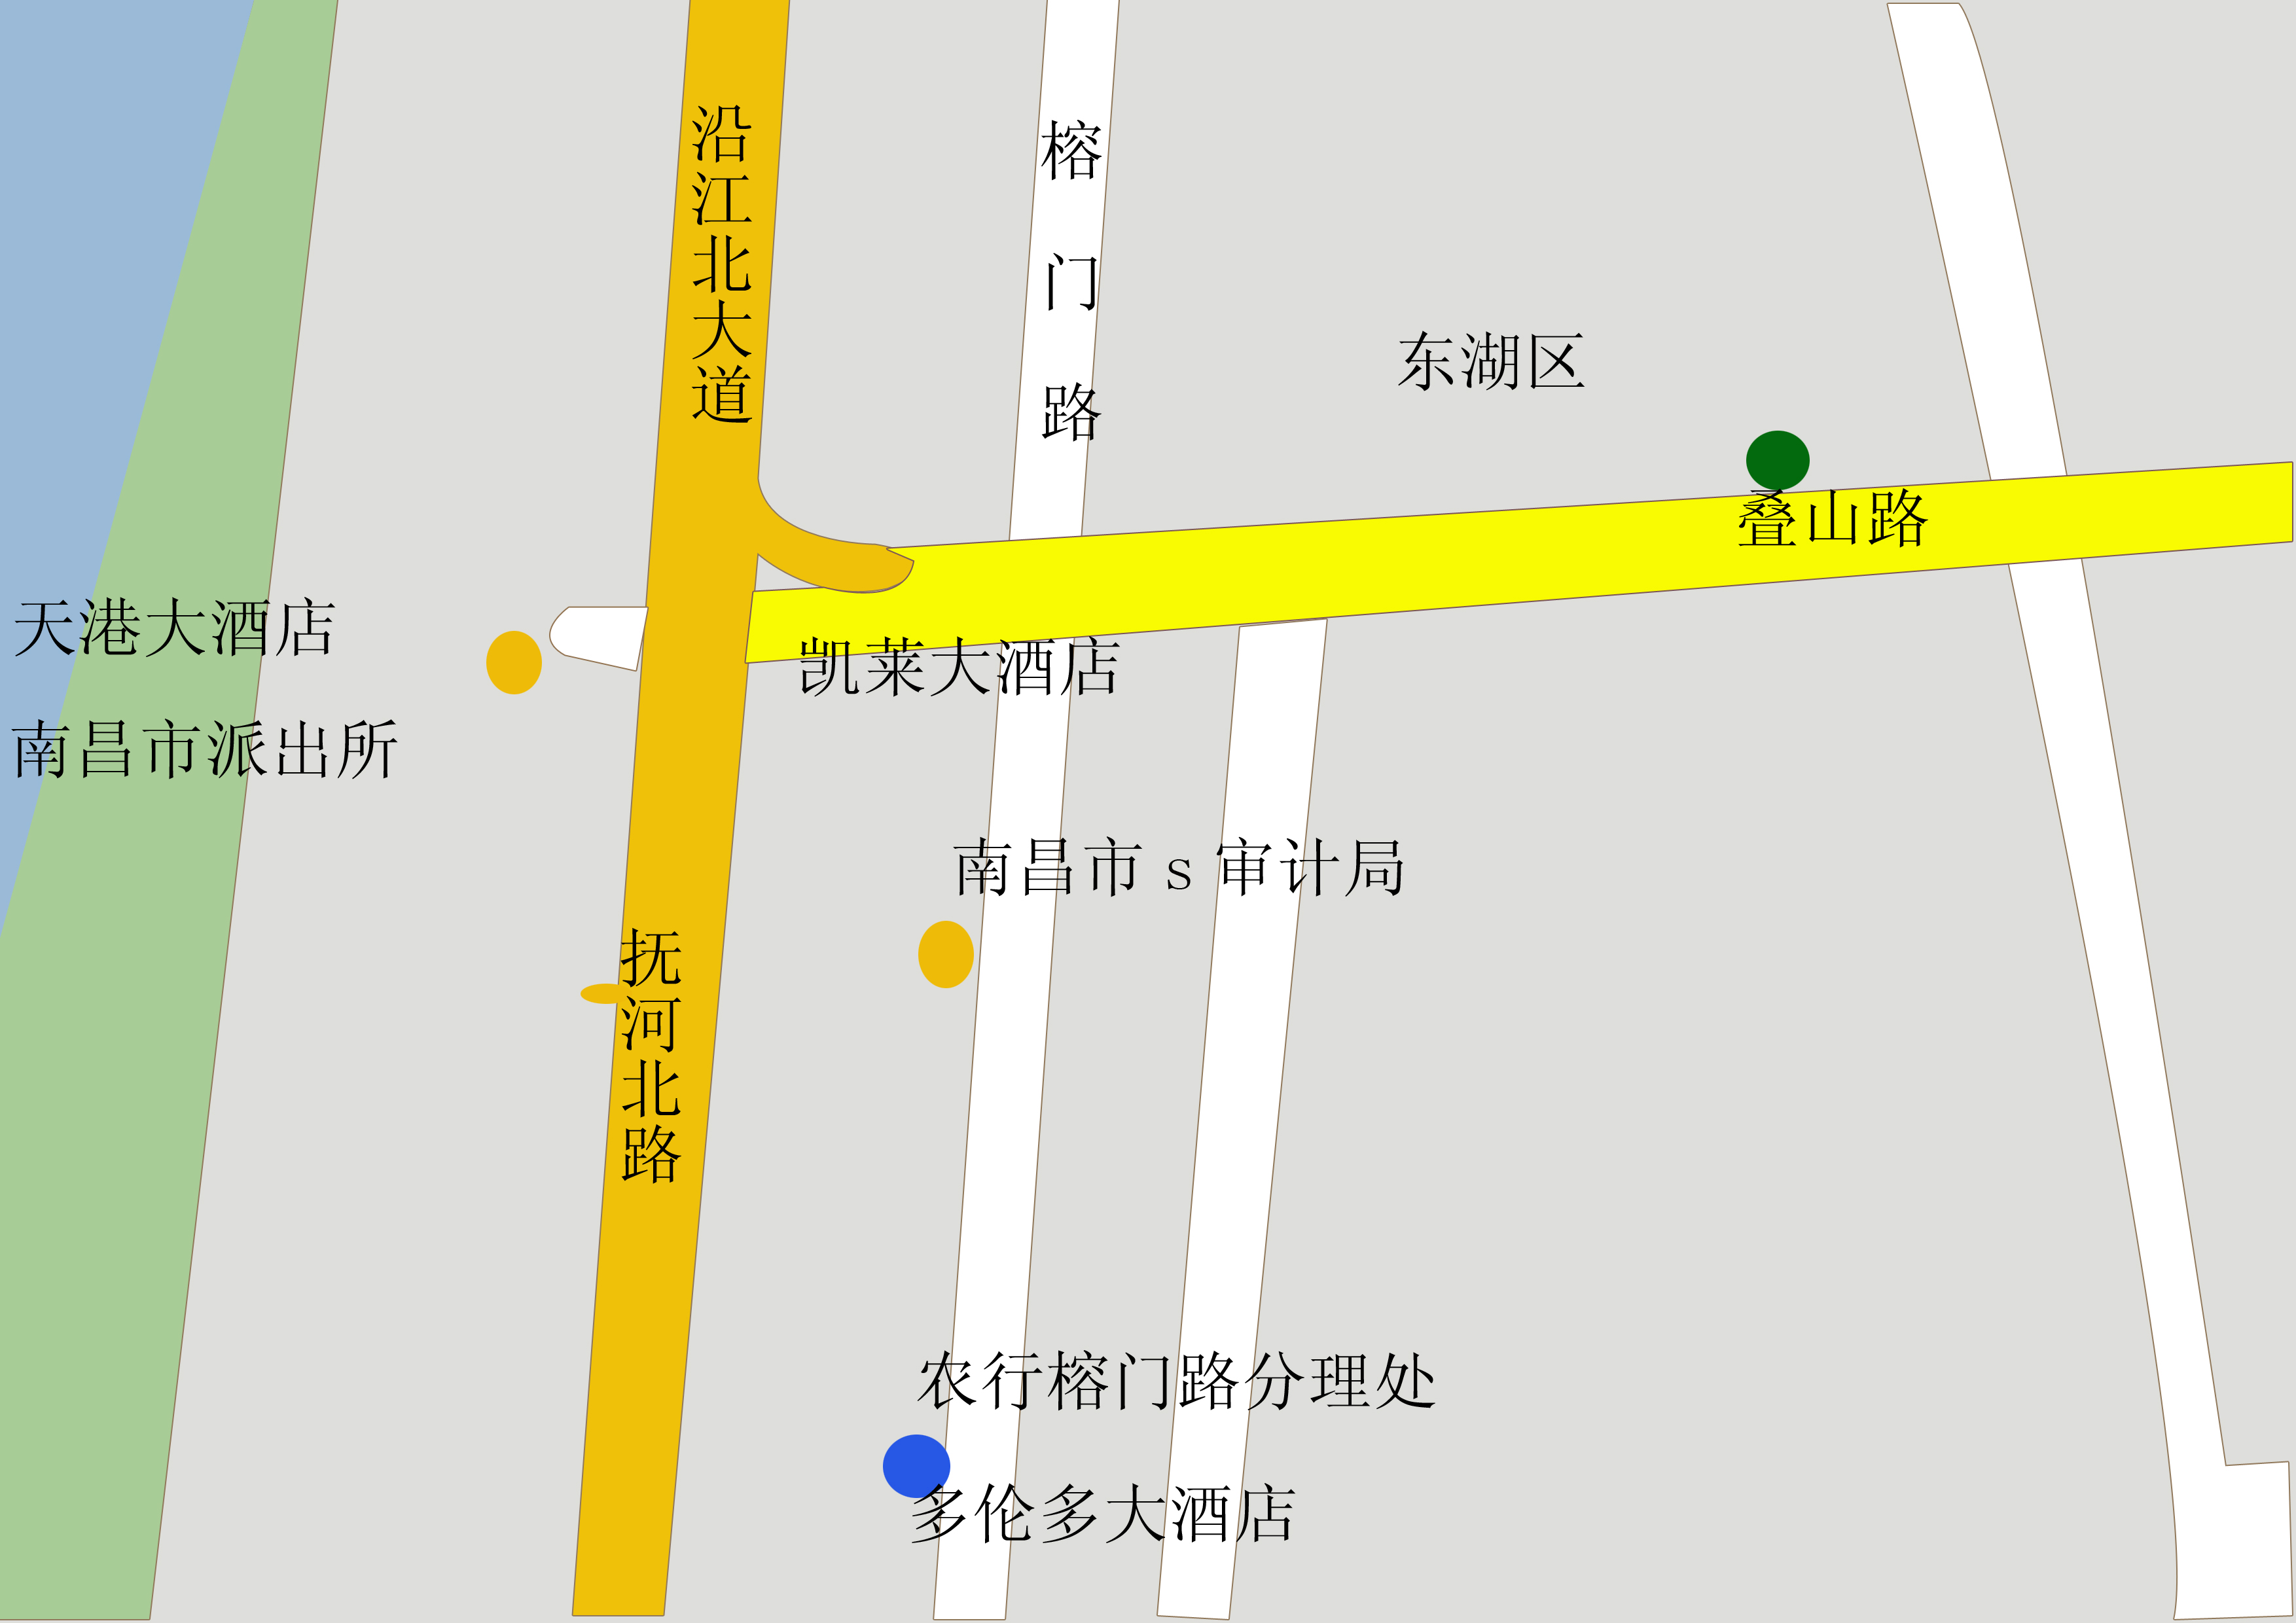 沿江北大道
榕门路
东湖区
叠山路
天港大酒店
凯莱大酒店
南昌市派出所
南昌市s审计局
抚河北路
农行榕门路分理处
多伦多大酒店